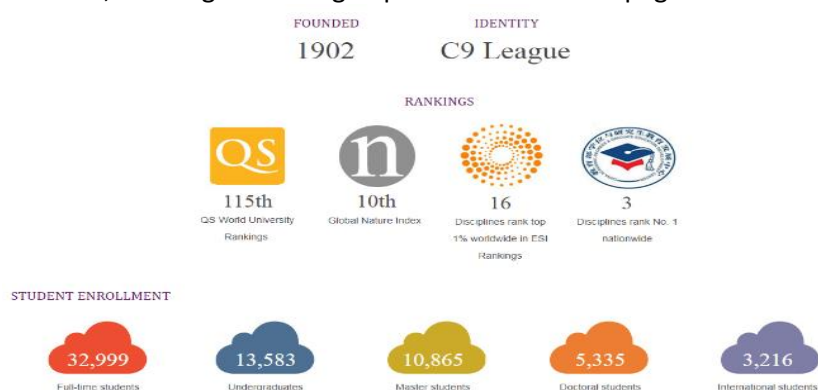 FOUNDED
1902
IDENTITY
C9 League
RANKINGS
QS
115th
QS World University
Rankings
n
10th
Global Nature Index
16
Disciplines rank top
1% worldwide in ESI
Rankings
3
Disciplines rank No. 1
nationwide
STUDENT ENROLLMENT
32,999
Full-time students
13,583
Undergraduates
10,865
Master students
5,335
Doctoral students
3,216
International students